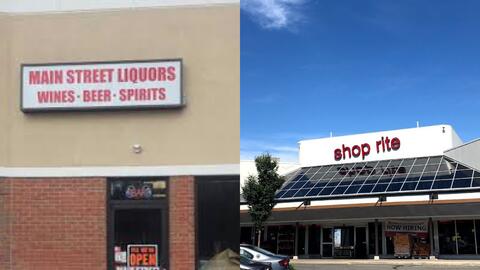 MAIN STREET LIQUORS
WINES · BEER · SPIRITS
OPEN
shop rite
NOW HIRING